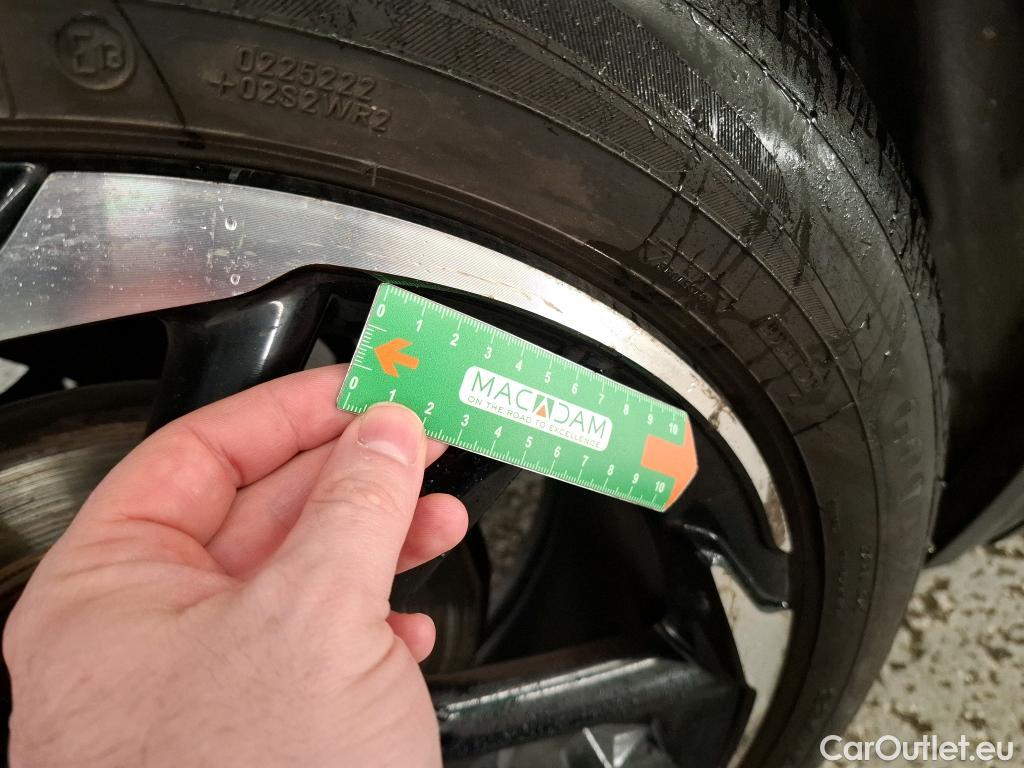 E13
0225222
+02S2WR2
0 1 2 3 4 5 6 7 8 9 10
MACADAM
ON THE ROAD TO EXCELLENCE
0 1 2 3 4 5 6 7 8 9 10
CarOutlet.eu